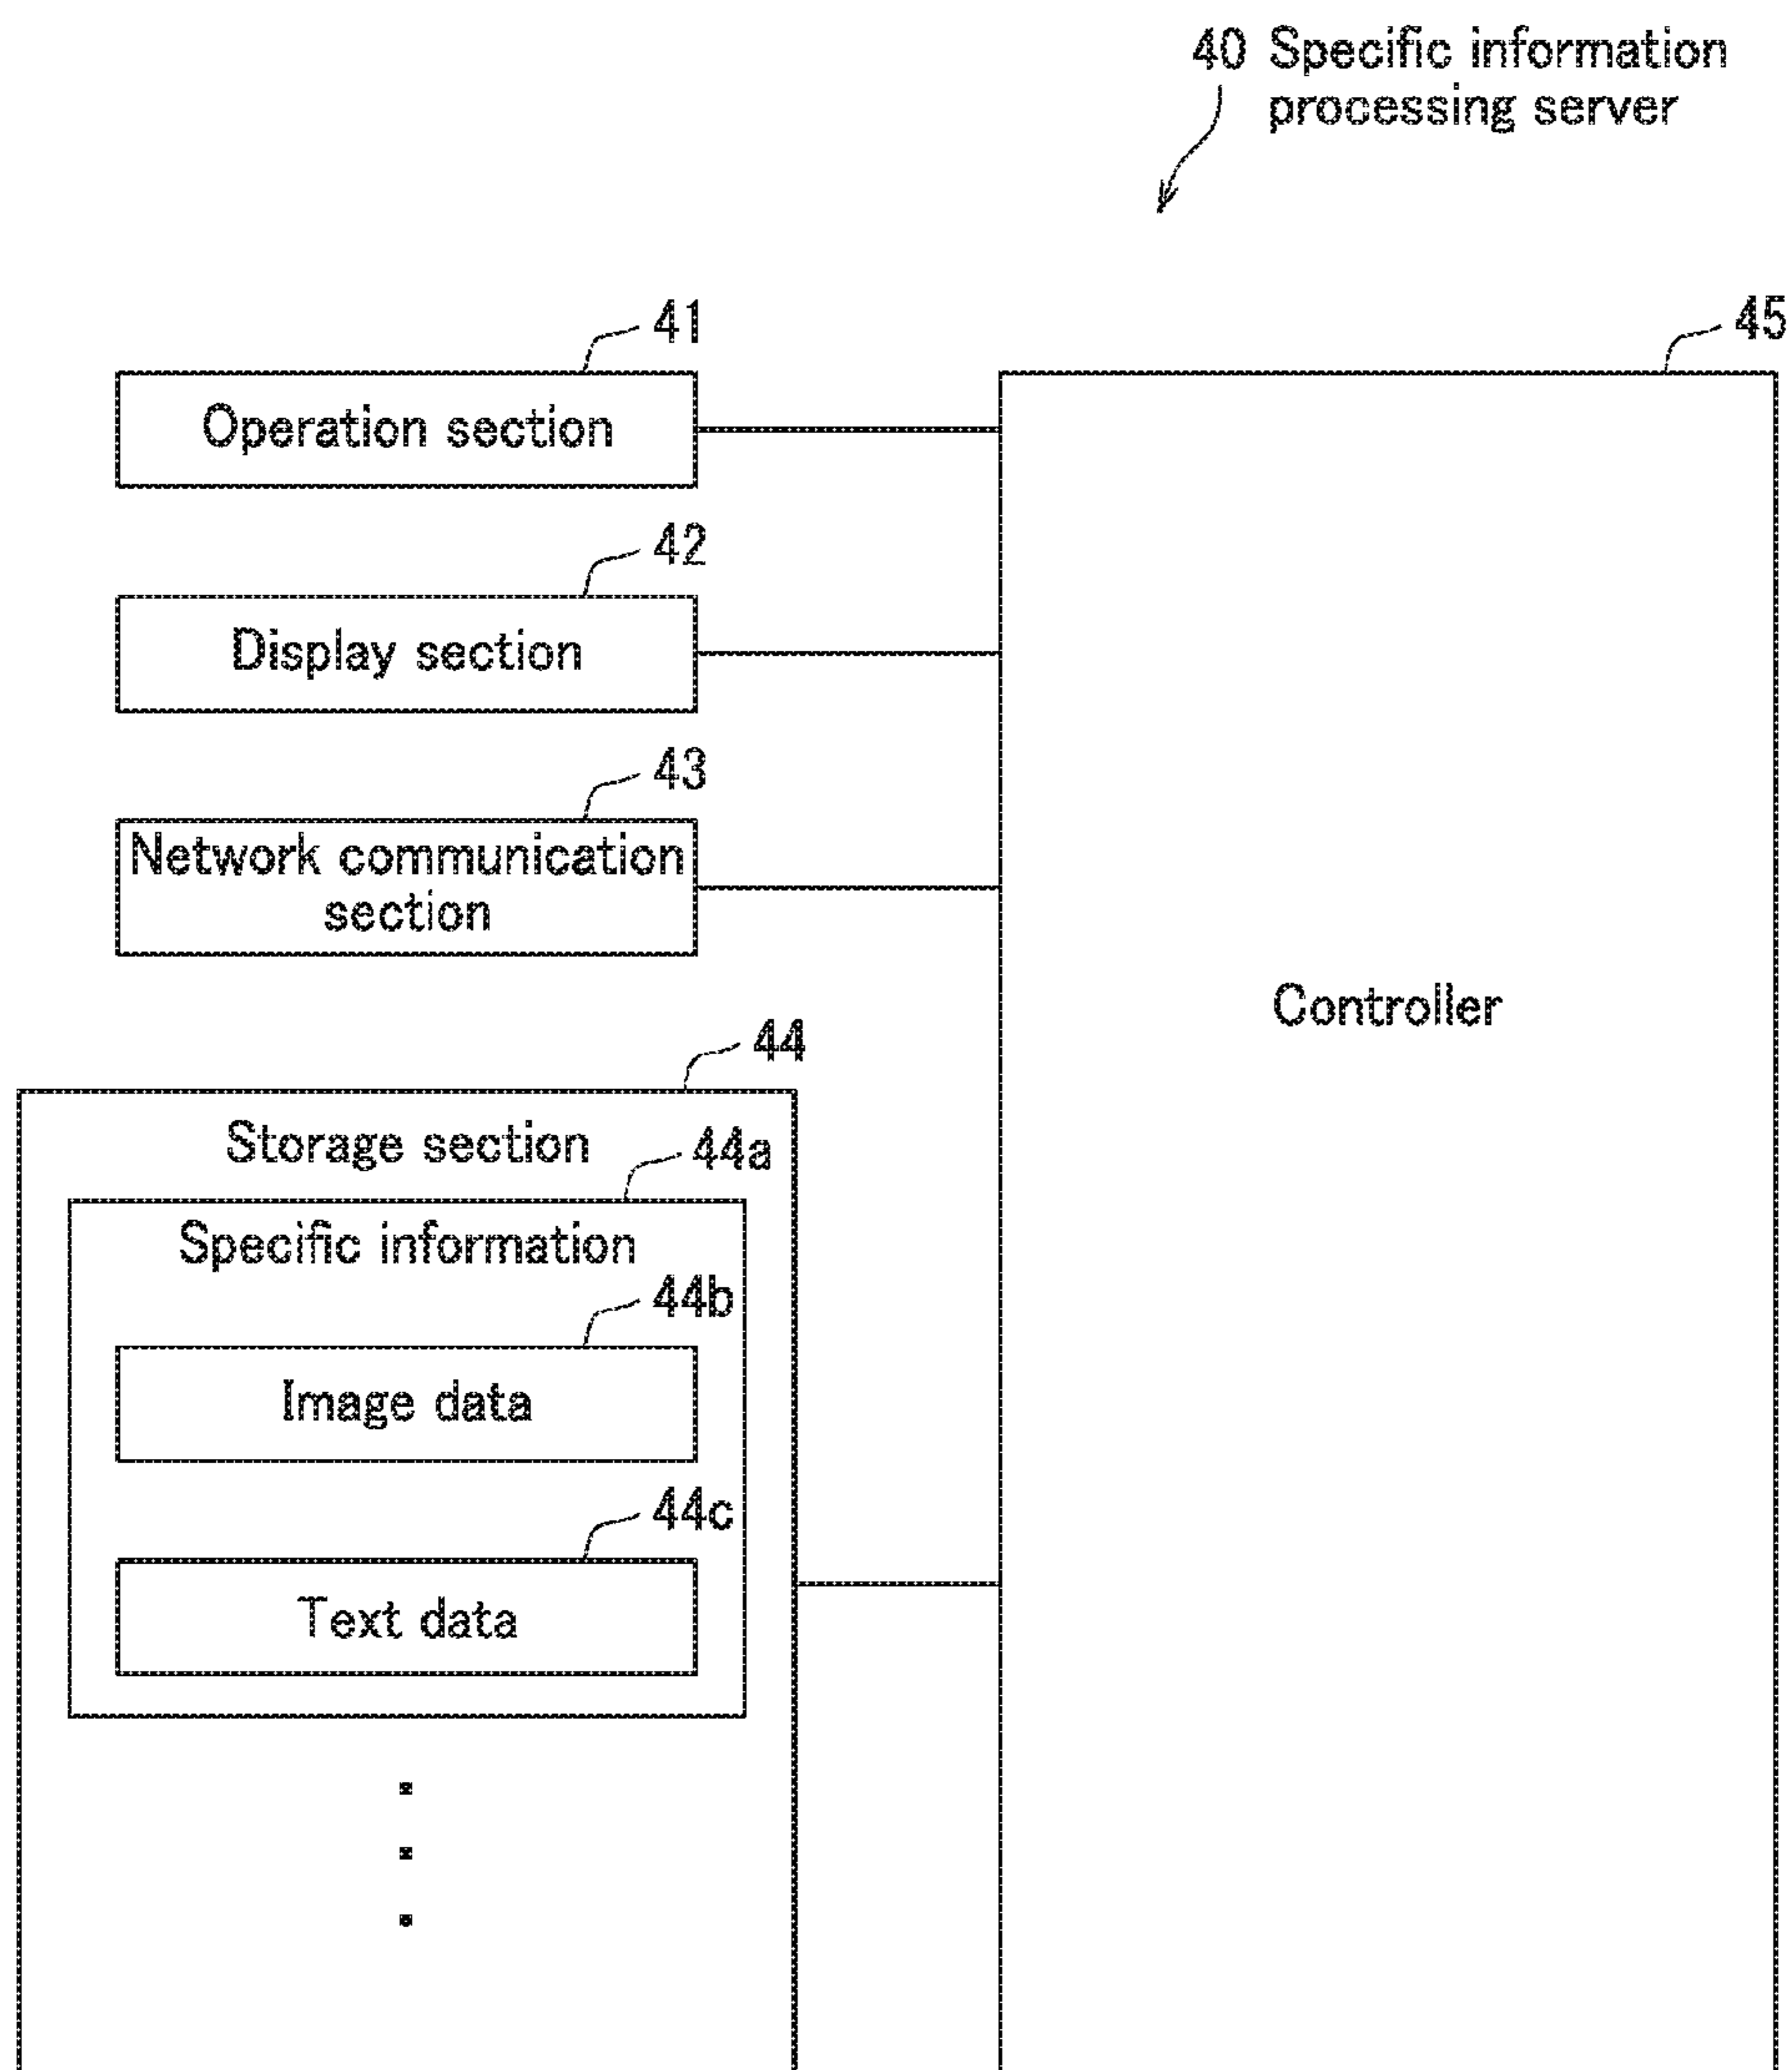 40 Specific information
processing server
41
45
Operation section
42
Display section
43
Network communication
section
Controller
44
Storage section
44a
Specific information
44b
Image data
44c
Text data